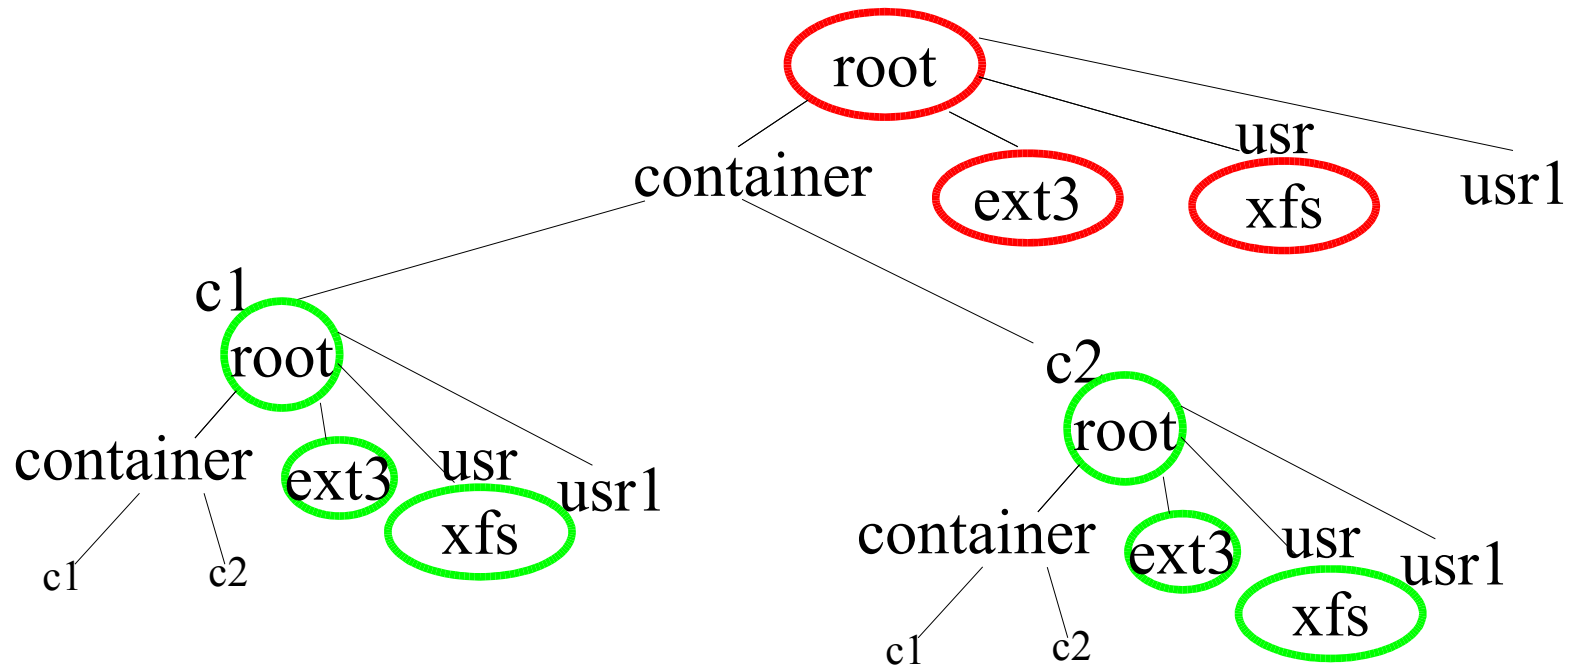 root
usr
container
ext3
xfs
usr1
c1
root
c2
root
container
ext3
usr
usr1
xfs
c1
c2
container
ext3
usr
usr1
xfs
c1
c2